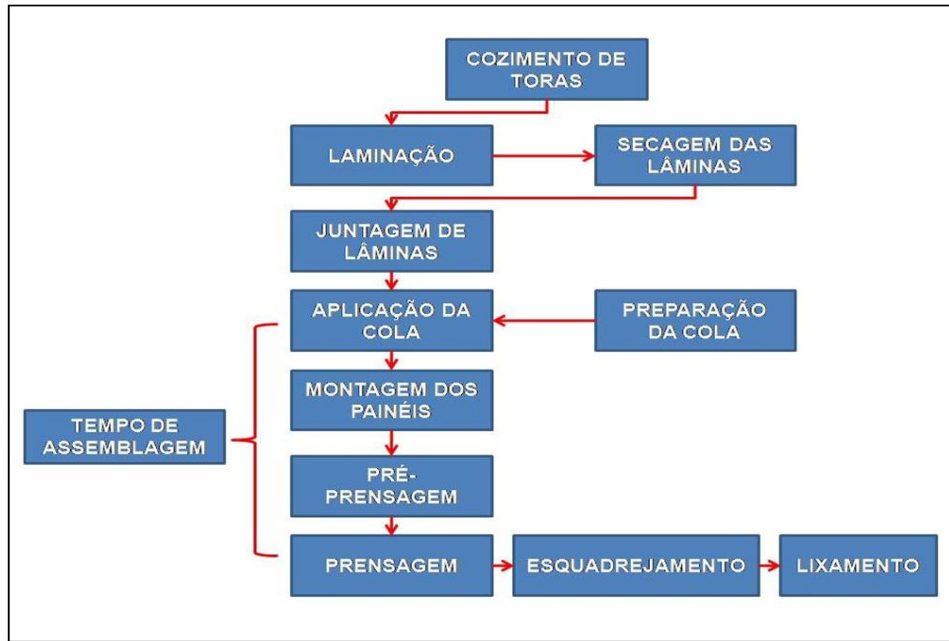 COZIMENTO DE
TORAS
LAMINAÇÃO
SECAGEM DAS
LÂMINAS
JUNTAGEM DE
LÂMINAS
APLICAÇÃO DA
COLA
PREPARAÇÃO
DA COLA
MONTAGEM DOS
PAINÉIS
TEMPO DE
ASSEMBLAGEM
PRÉ-
PRENSAGEM
PRENSAGEM
ESQUADREJAMENTO
LIXAMENTO